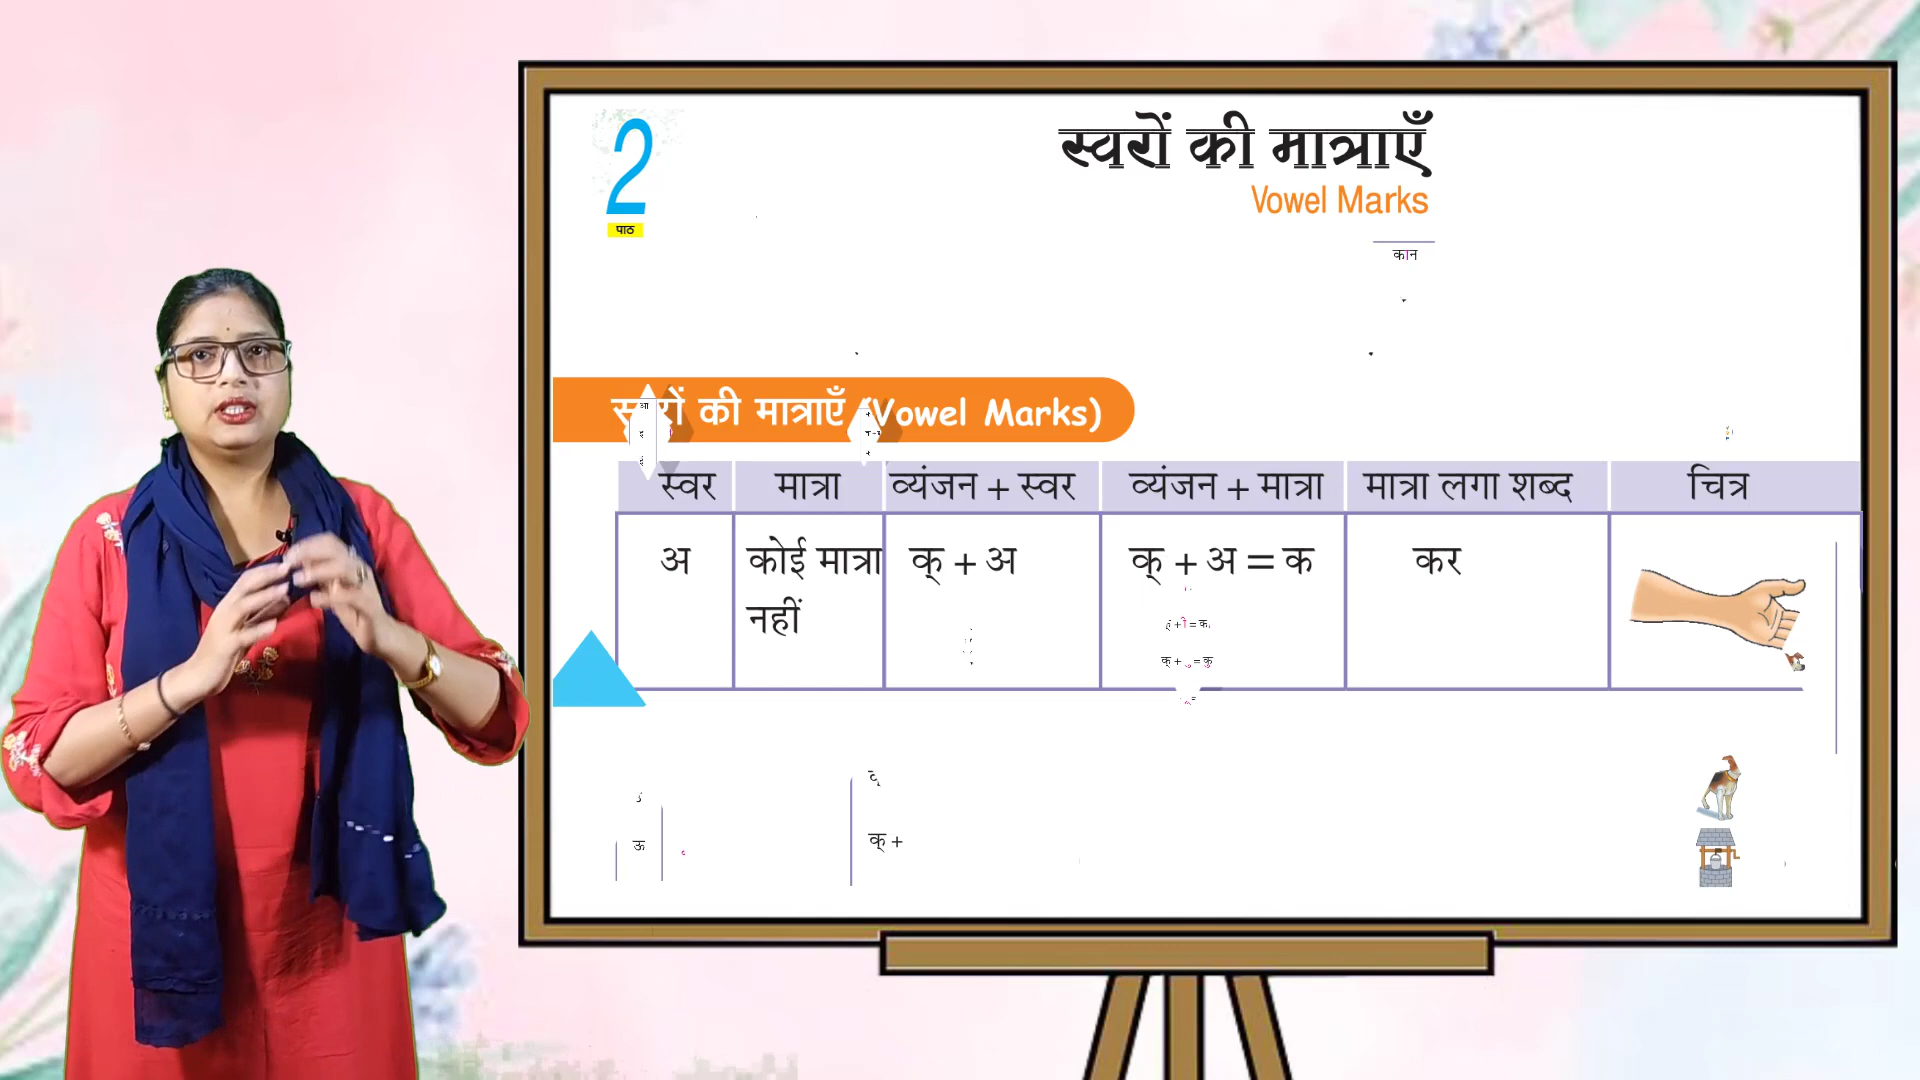 2
पाठ
स्वरों की मात्राएँ
Vowel Marks
कान
स्वरों की मात्राएँ (Vowel Marks)
स्वर मात्रा व्यंजन + स्वर व्यंजन + मात्रा मात्रा लगा शब्द चित्र
अ कोई मात्रा नहीं क् + अ क् + अ = क कर
क् + ु = कु
ऊ क् +